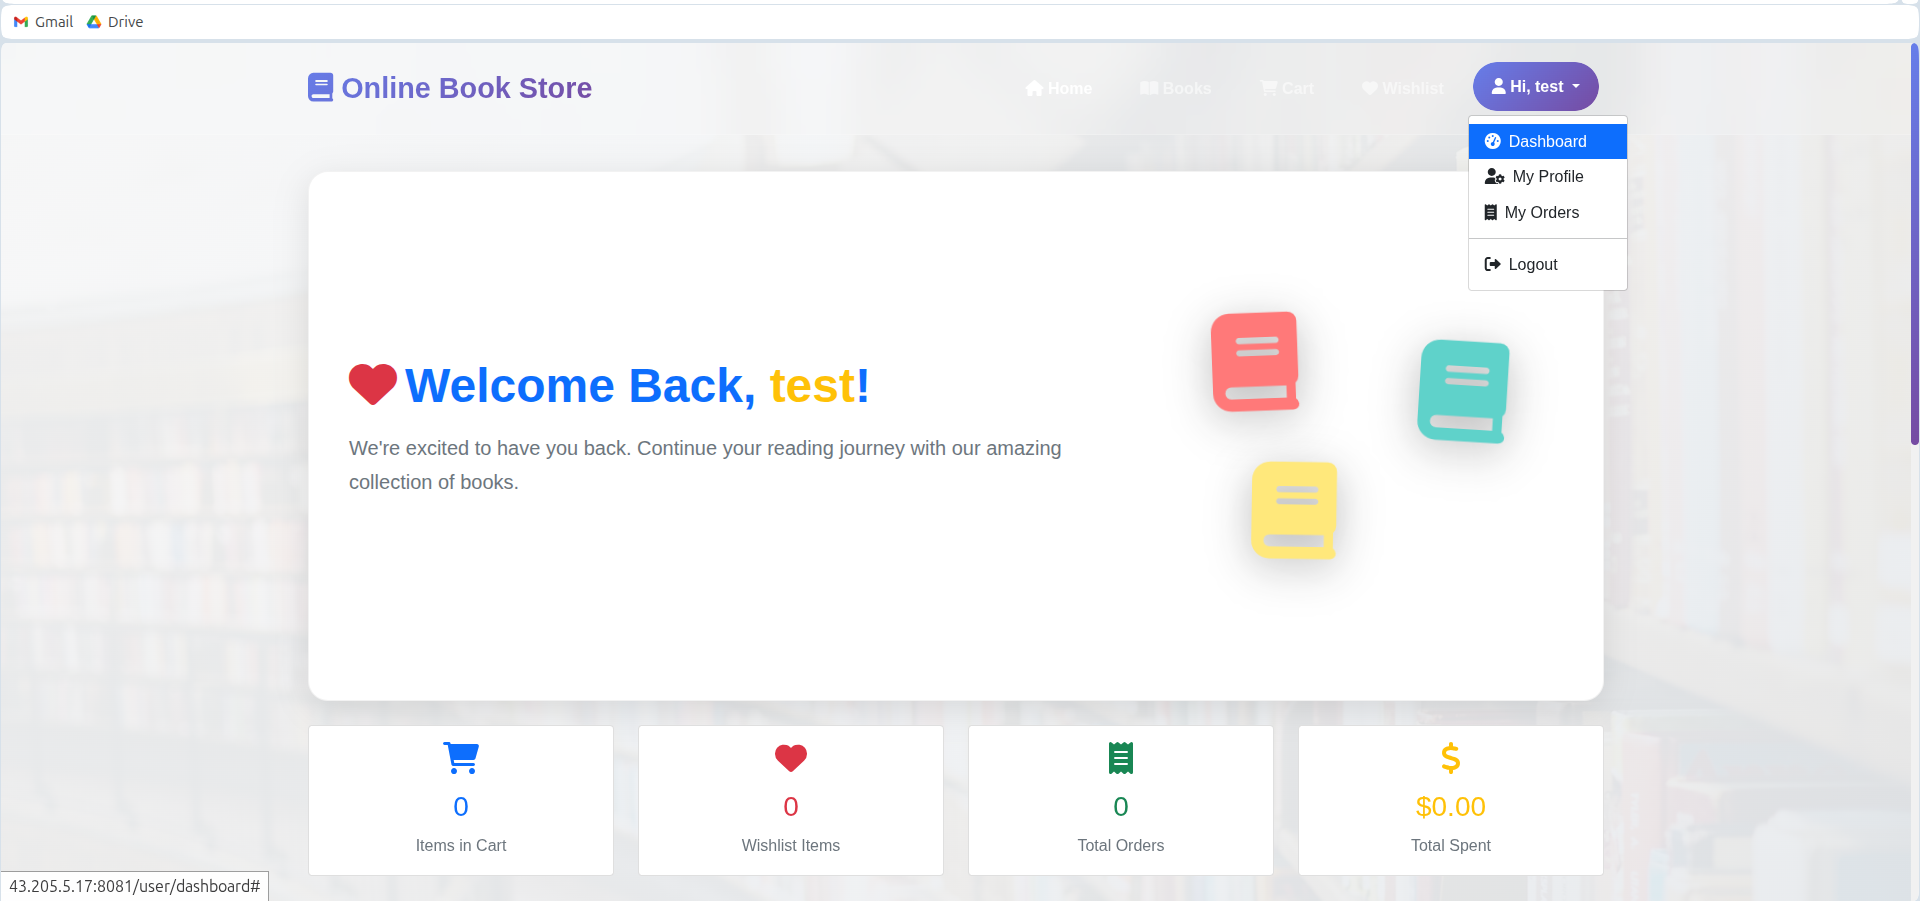 Gmail Drive
Online Book Store
Home Books Cart Wishlist Hi, test
Dashboard
My Profile
My Orders
Logout
Welcome Back, test!
We're excited to have you back. Continue your reading journey with our amazing
collection of books.
0
Items in Cart
0
Wishlist Items
0
Total Orders
$0.00
Total Spent
43.205.5.17:8081/user/dashboard#